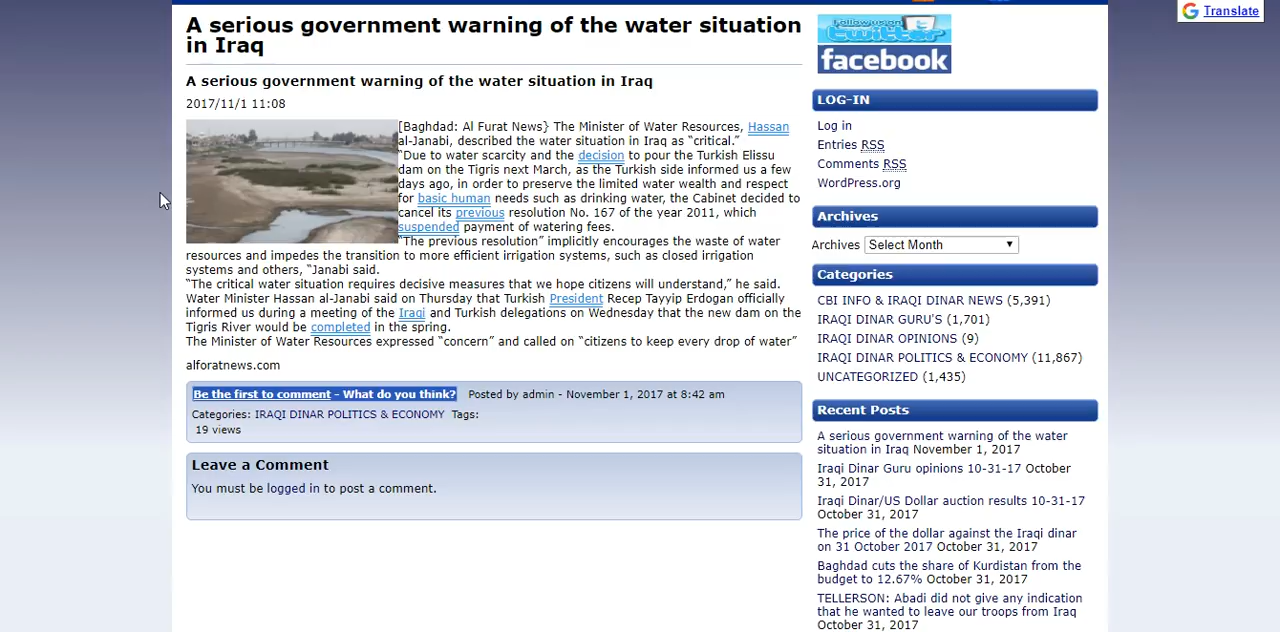 Translate
A serious government warning of the water situation
in Iraq
A serious government warning of the water situation in Iraq
2017/11/1 11:08
[Baghdad: Al Furat News} The Minister of Water Resources, Hassan
al-Janabi, described the water situation in Iraq as “critical.”
“Due to water scarcity and the decision to pour the Turkish Elissu
dam on the Tigris next March, as the Turkish side informed us a few
days ago, in order to preserve the limited water wealth and respect
for basic human needs such as drinking water, the Cabinet decided to
cancel its previous resolution No. 167 of the year 2011, which
suspended payment of watering fees.
“The previous resolution” implicitly encourages the waste of water
resources and impedes the transition to more efficient irrigation systems, such as closed irrigation
systems and others, “Janabi said.
“The critical water situation requires decisive measures that we hope citizens will understand,” he said.
Water Minister Hassan al-Janabi said on Thursday that Turkish President Recep Tayyip Erdogan officially
informed us during a meeting of the Iraqi and Turkish delegations on Wednesday that the new dam on the
Tigris River would be completed in the spring.
The Minister of Water Resources expressed “concern” and called on “citizens to keep every drop of water”
alforatnews.com
Be the first to comment - What do you think? Posted by admin - November 1, 2017 at 8:42 am
Categories: IRAQI DINAR POLITICS & ECONOMY Tags:
19 views
Leave a Comment
You must be logged in to post a comment.
Follow us on
twitter
facebook
LOG-IN
Log in
Entries RSS
Comments RSS
WordPress.org
Archives
Archives Select Month
Categories
CBI INFO & IRAQI DINAR NEWS (5,391)
IRAQI DINAR GURU'S (1,701)
IRAQI DINAR OPINIONS (9)
IRAQI DINAR POLITICS & ECONOMY (11,867)
UNCATEGORIZED (1,435)
Recent Posts
A serious government warning of the water
situation in Iraq November 1, 2017
Iraqi Dinar Guru opinions 10-31-17 October
31, 2017
Iraqi Dinar/US Dollar auction results 10-31-17
October 31, 2017
The price of the dollar against the Iraqi dinar
on 31 October 2017 October 31, 2017
Baghdad cuts the share of Kurdistan from the
budget to 12.67% October 31, 2017
TELLERSON: Abadi did not give any indication
that he wanted to leave our troops from Iraq
October 31, 2017